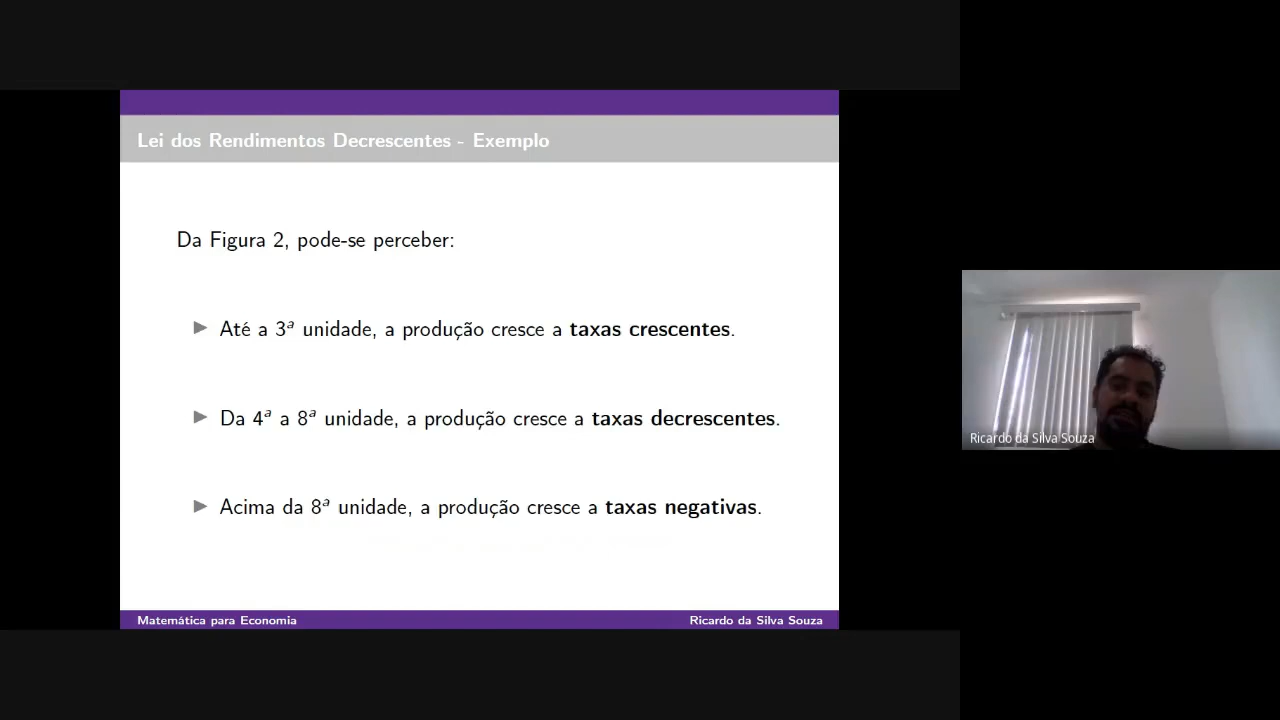 Lei dos Rendimentos Decrescentes - Exemplo
Da Figura 2, pode-se perceber:
Até a 3ª unidade, a produção cresce a taxas crescentes.
Da 4ª a 8ª unidade, a produção cresce a taxas decrescentes.
Acima da 8ª unidade, a produção cresce a taxas negativas.
Matemática para Economia
Ricardo da Silva Souza
Ricardo da Silva Souza